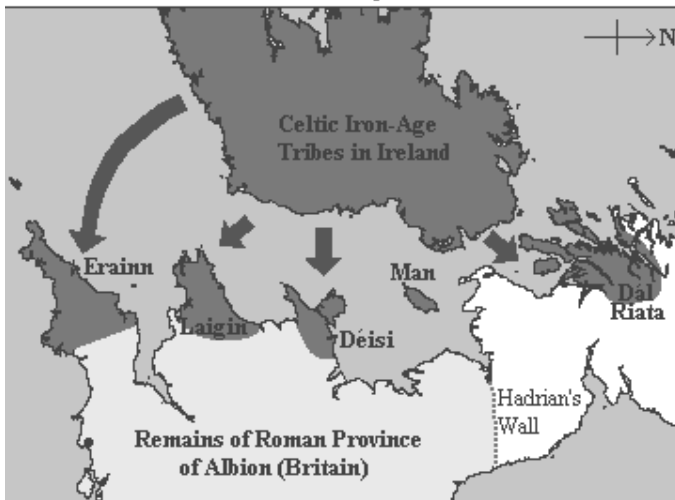 N
Celtic Iron-Age
Tribes in Ireland
Erainn
Man
Laigin
Déisi
Dál
Riata
Hadrian's
Wall
Remains of Roman Province
of Albion (Britain)